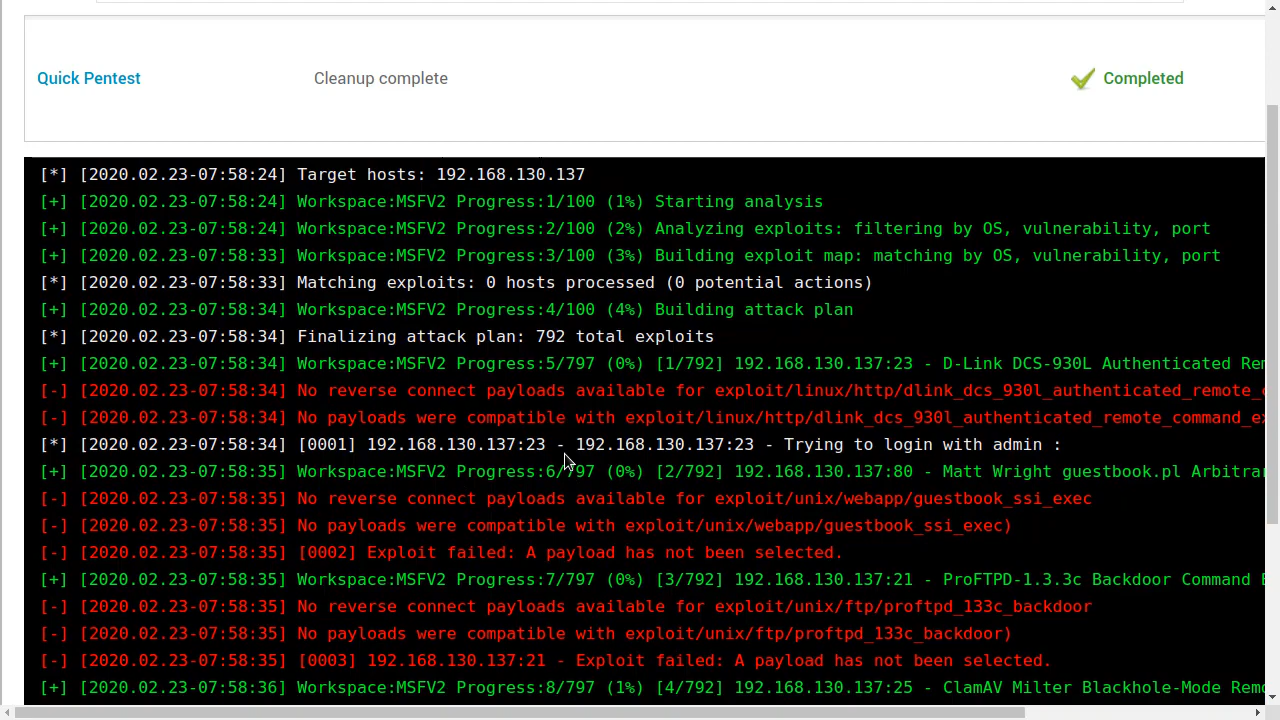 Quick Pentest Cleanup complete Completed
[*] [2020.02.23-07:58:24] Target hosts: 192.168.130.137
[+] [2020.02.23-07:58:24] Workspace:MSFV2 Progress:1/100 (1%) Starting analysis
[+] [2020.02.23-07:58:24] Workspace:MSFV2 Progress:2/100 (2%) Analyzing exploits: filtering by OS, vulnerability, port
[+] [2020.02.23-07:58:33] Workspace:MSFV2 Progress:3/100 (3%) Building exploit map: matching by OS, vulnerability, port
[*] [2020.02.23-07:58:33] Matching exploits: 0 hosts processed (0 potential actions)
[+] [2020.02.23-07:58:34] Workspace:MSFV2 Progress:4/100 (4%) Building attack plan
[*] [2020.02.23-07:58:34] Finalizing attack plan: 792 total exploits
[+] [2020.02.23-07:58:34] Workspace:MSFV2 Progress:5/797 (0%) [1/792] 192.168.130.137:23 - D-Link DCS-930L Authenticated Rem
[-] [2020.02.23-07:58:34] No reverse connect payloads available for exploit/linux/http/dlink_dcs_930l_authenticated_remote_c
[-] [2020.02.23-07:58:34] No payloads were compatible with exploit/linux/http/dlink_dcs_930l_authenticated_remote_command_ex
[*] [2020.02.23-07:58:34] [0001] 192.168.130.137:23 - 192.168.130.137:23 - Trying to login with admin :
[+] [2020.02.23-07:58:35] Workspace:MSFV2 Progress:6/797 (0%) [2/792] 192.168.130.137:80 - Matt Wright guestbook.pl Arbitrar
[-] [2020.02.23-07:58:35] No reverse connect payloads available for exploit/unix/webapp/guestbook_ssi_exec
[-] [2020.02.23-07:58:35] No payloads were compatible with exploit/unix/webapp/guestbook_ssi_exec)
[-] [2020.02.23-07:58:35] [0002] Exploit failed: A payload has not been selected.
[+] [2020.02.23-07:58:35] Workspace:MSFV2 Progress:7/797 (0%) [3/792] 192.168.130.137:21 - ProFTPD-1.3.3c Backdoor Command E
[-] [2020.02.23-07:58:35] No reverse connect payloads available for exploit/unix/ftp/proftpd_133c_backdoor
[-] [2020.02.23-07:58:35] No payloads were compatible with exploit/unix/ftp/proftpd_133c_backdoor)
[-] [2020.02.23-07:58:35] [0003] 192.168.130.137:21 - Exploit failed: A payload has not been selected.
[+] [2020.02.23-07:58:36] Workspace:MSFV2 Progress:8/797 (1%) [4/792] 192.168.130.137:25 - ClamAV Milter Blackhole-Mode Remo